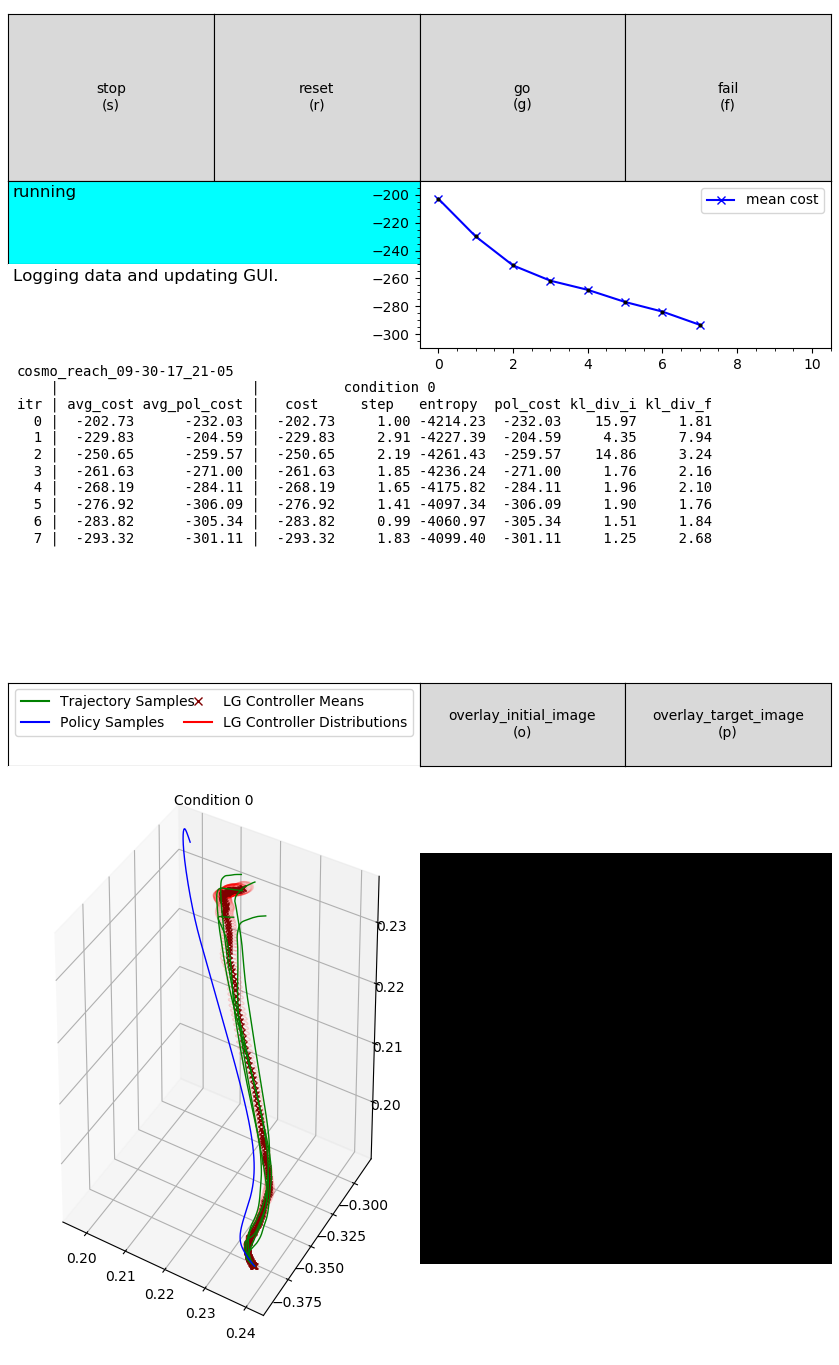 stop
(s)
reset
(r)
go
(g)
fail
(f)
running
Logging data and updating GUI.
−200
−220
−240
−260
−280
−300
0 2 4 6 8 10
mean cost
cosmo_reach_09-30-17_21-05
| | condition 0
itr | avg_cost avg_pol_cost | cost step entropy pol_cost kl_div_i kl_div_f
0 | -202.73 -232.03 | -202.73 1.00 -4214.23 -232.03 15.97 1.81
1 | -229.83 -204.59 | -229.83 2.91 -4227.39 -204.59 4.35 7.94
2 | -250.65 -259.57 | -250.65 2.19 -4261.43 -259.57 14.86 3.24
3 | -261.63 -271.00 | -261.63 1.85 -4236.24 -271.00 1.76 2.16
4 | -268.19 -284.11 | -268.19 1.65 -4175.82 -284.11 1.96 2.10
5 | -276.92 -306.09 | -276.92 1.41 -4097.34 -306.09 1.90 1.76
6 | -283.82 -305.34 | -283.82 0.99 -4060.97 -305.34 1.51 1.84
7 | -293.32 -301.11 | -293.32 1.83 -4099.40 -301.11 1.25 2.68
Trajectory Samples
LG Controller Means
Policy Samples
LG Controller Distributions
overlay_initial_image
(o)
overlay_target_image
(p)
Condition 0
0.23
0.22
0.21
0.20
−0.300
−0.325
−0.350
−0.375
0.20
0.21
0.22
0.23
0.24